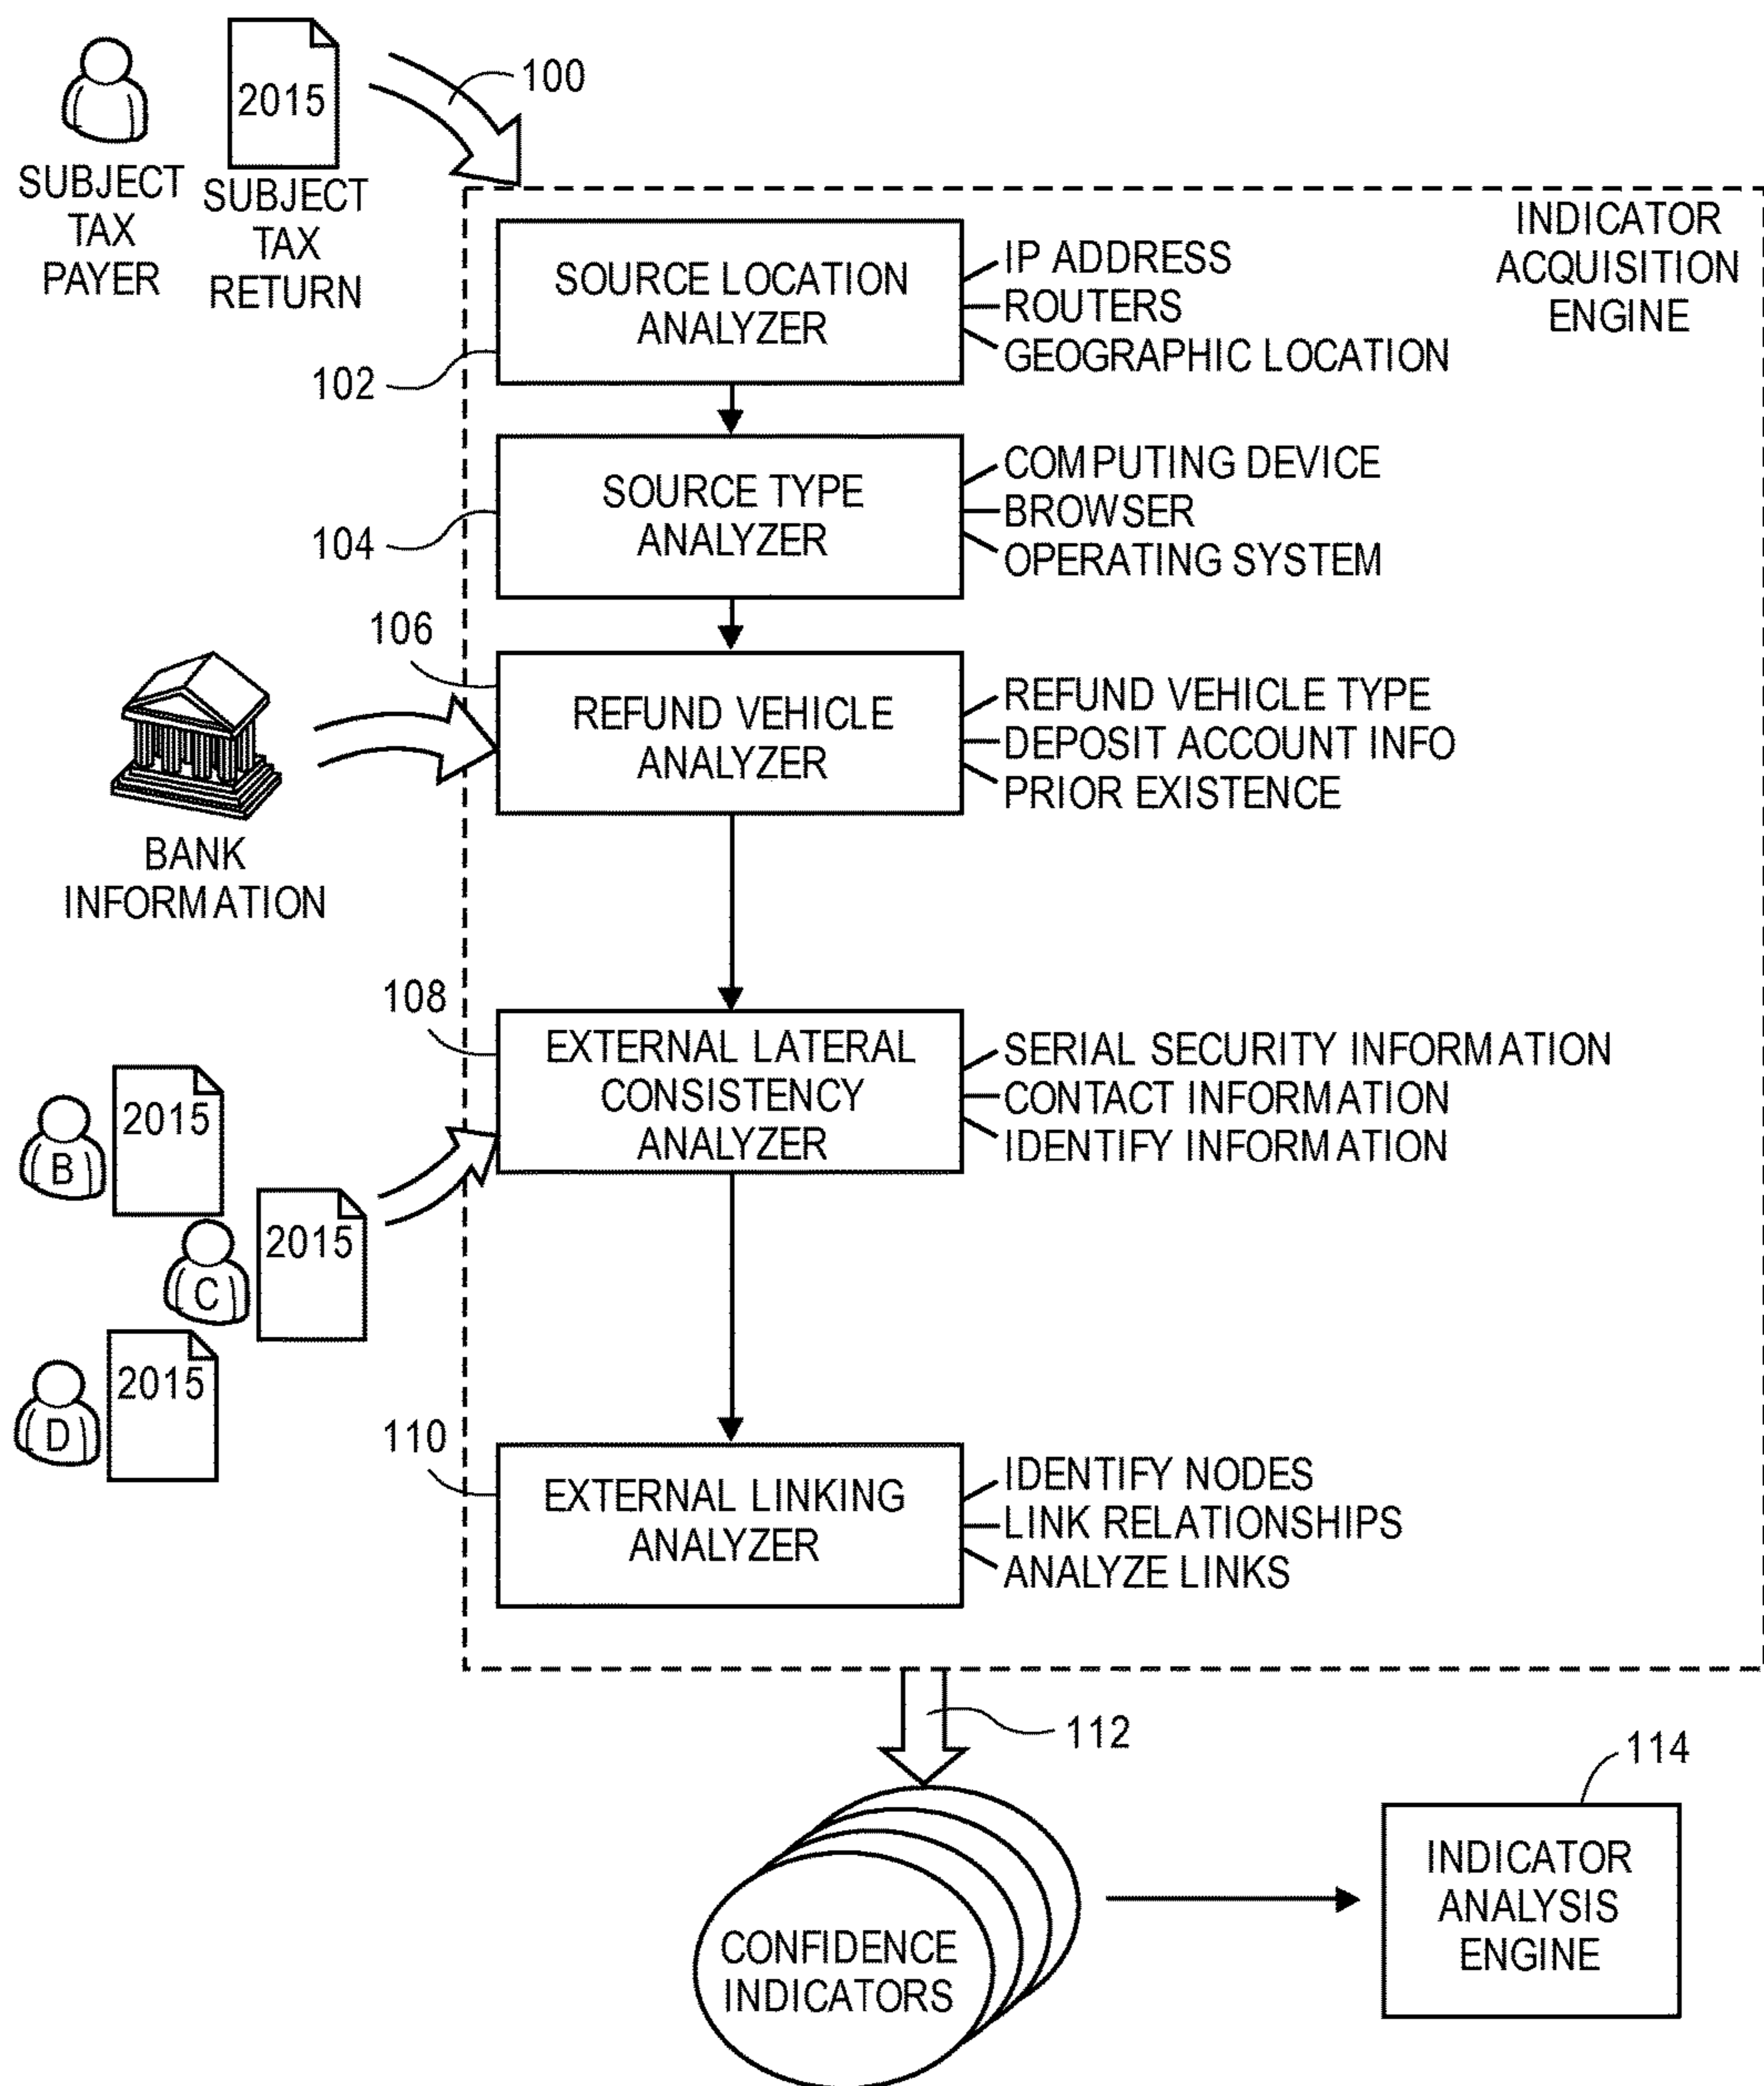 2015
100
SUBJECT
TAX
PAYER
SUBJECT
TAX
RETURN
INDICATOR
ACQUISITION
ENGINE
SOURCE LOCATION
ANALYZER
IP ADDRESS
ROUTERS
GEOGRAPHIC LOCATION
102
SOURCE TYPE
ANALYZER
COMPUTING DEVICE
BROWSER
OPERATING SYSTEM
104
106
REFUND VEHICLE
ANALYZER
REFUND VEHICLE TYPE
DEPOSIT ACCOUNT INFO
PRIOR EXISTENCE
BANK
INFORMATION
108
EXTERNAL LATERAL
CONSISTENCY
ANALYZER
SERIAL SECURITY INFORMATION
CONTACT INFORMATION
IDENTIFY INFORMATION
B
2015
C
2015
D
2015
110
EXTERNAL LINKING
ANALYZER
IDENTIFY NODES
LINK RELATIONSHIPS
ANALYZE LINKS
112
114
CONFIDENCE
INDICATORS
INDICATOR
ANALYSIS
ENGINE